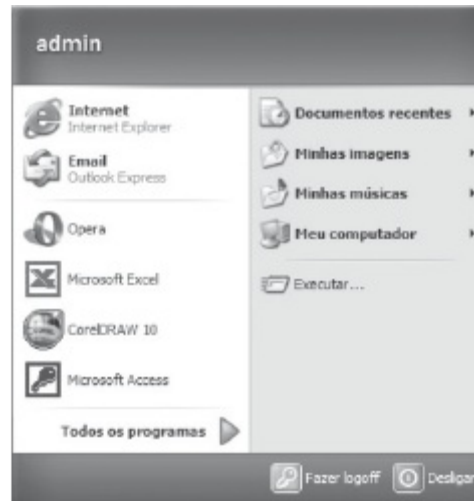 admin
Internet
Internet Explorer
Email
Outlook Express
Opera
Microsoft Excel
CorelDRAW 10
Microsoft Access
Todos os programas
Documentos recentes
Minhas imagens
Minhas músicas
Meu computador
Executar...
Fazer logoff
Desligar